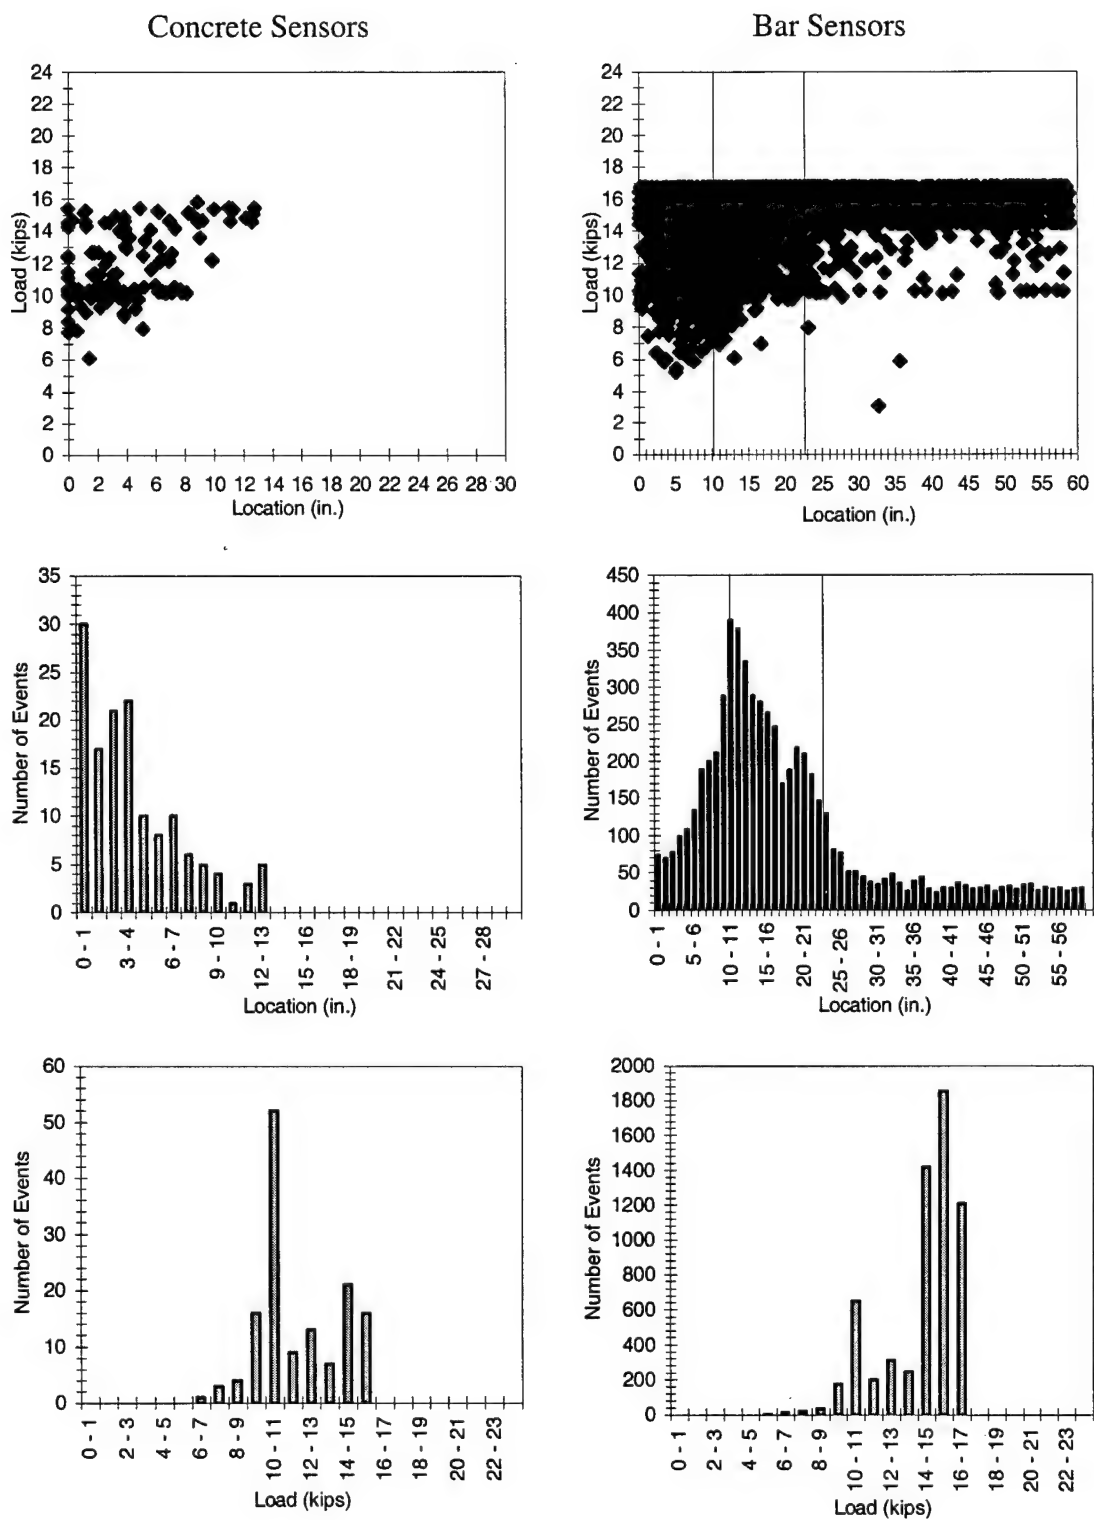 Concrete Sensors
Bar Sensors
24
22
20
18
16
14
12
10
8
6
4
2
0
Load (kips)
0 2 4 6 8 10 12 14 16 18 20 22 24 26 28 30
Location (in.)
24
22
20
18
16
14
12
10
8
6
4
2
0
Load (kips)
0 5 10 15 20 25 30 35 40 45 50 55 60
Location (in.)
35
30
25
20
15
10
5
0
Number of Events
0 - 1
3 - 4
6 - 7
9 - 10
12 - 13
15 - 16
18 - 19
21 - 22
24 - 25
27 - 28
Location (in.)
450
400
350
300
250
200
150
100
50
0
Number of Events
0 - 1
5 - 6
10 - 11
15 - 16
20 - 21
25 - 26
30 - 31
35 - 36
40 - 41
45 - 46
50 - 51
55 - 56
Location (in.)
60
50
40
30
20
10
0
Number of Events
0 - 1
2 - 3
4 - 5
6 - 7
8 - 9
10 - 11
12 - 13
14 - 15
16 - 17
18 - 19
20 - 21
22 - 23
Load (kips)
2000
1800
1600
1400
1200
1000
800
600
400
200
0
Number of Events
0 - 1
2 - 3
4 - 5
6 - 7
8 - 9
10 - 11
12 - 13
14 - 15
16 - 17
18 - 19
20 - 21
22 - 23
Load (kips)